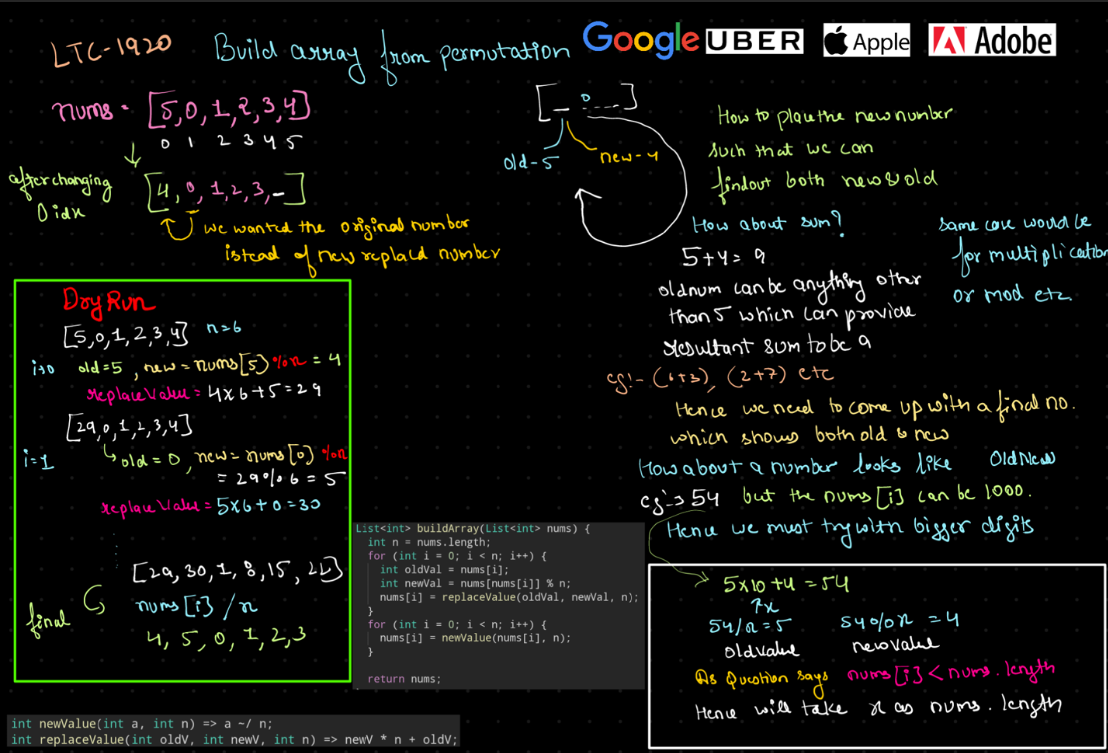 LTC-1920 Build array from permutation Google UBER Apple Adobe
nums = [5,0,1,2,3,4]
0 1 2 3 4 5
after changing
0 idx
[4,0,1,2,3,_]
we wanted the original number
istead of new replacd number
[_ 0 _ _ _ _]
old-5
new-4
How to place the new number
such that we can
findout both new & old
How about sum?
5+4=9
oldnum can be anything other
than 5 which can provide
resultant sum to be 9
eg:- (6+3), (2+7) etc
same case would be
for multiplication
or mod etc
Hence we need to come up with a final no.
which shows both old & new
How about a number looks like OldNew
eg:-> 54 but the nums[i] can be 1000.
Hence we must try with bigger digits
Dry Run
[5,0,1,2,3,4] n=6
i=0 old=5, new=nums[5]%n=4
replaceValue=4x6+5=29
[29,0,1,2,3,4]
i=1 old=0, new=nums[0]%n
=29%6=5
replaceValue=5x6+0=30
[29,30,1,8,15,22]
final nums[i]/n
4,5,0,1,2,3
List<int> buildArray(List<int> nums) {
int n = nums.length;
for (int i = 0; i < n; i++) {
int oldVal = nums[i];
int newVal = nums[nums[i]] % n;
nums[i] = replaceValue(oldVal, newVal, n);
}
for (int i = 0; i < n; i++) {
nums[i] = newValue(nums[i], n);
}
return nums;
5x10+4=54
54/n=5 54%n=4
oldvalue newvalue
As Question says nums[i]<nums.length
Hence will take n as nums.length
int newValue(int a, int n) => a ~/ n;
int replaceValue(int oldV, int newV, int n) => newV * n + oldV;